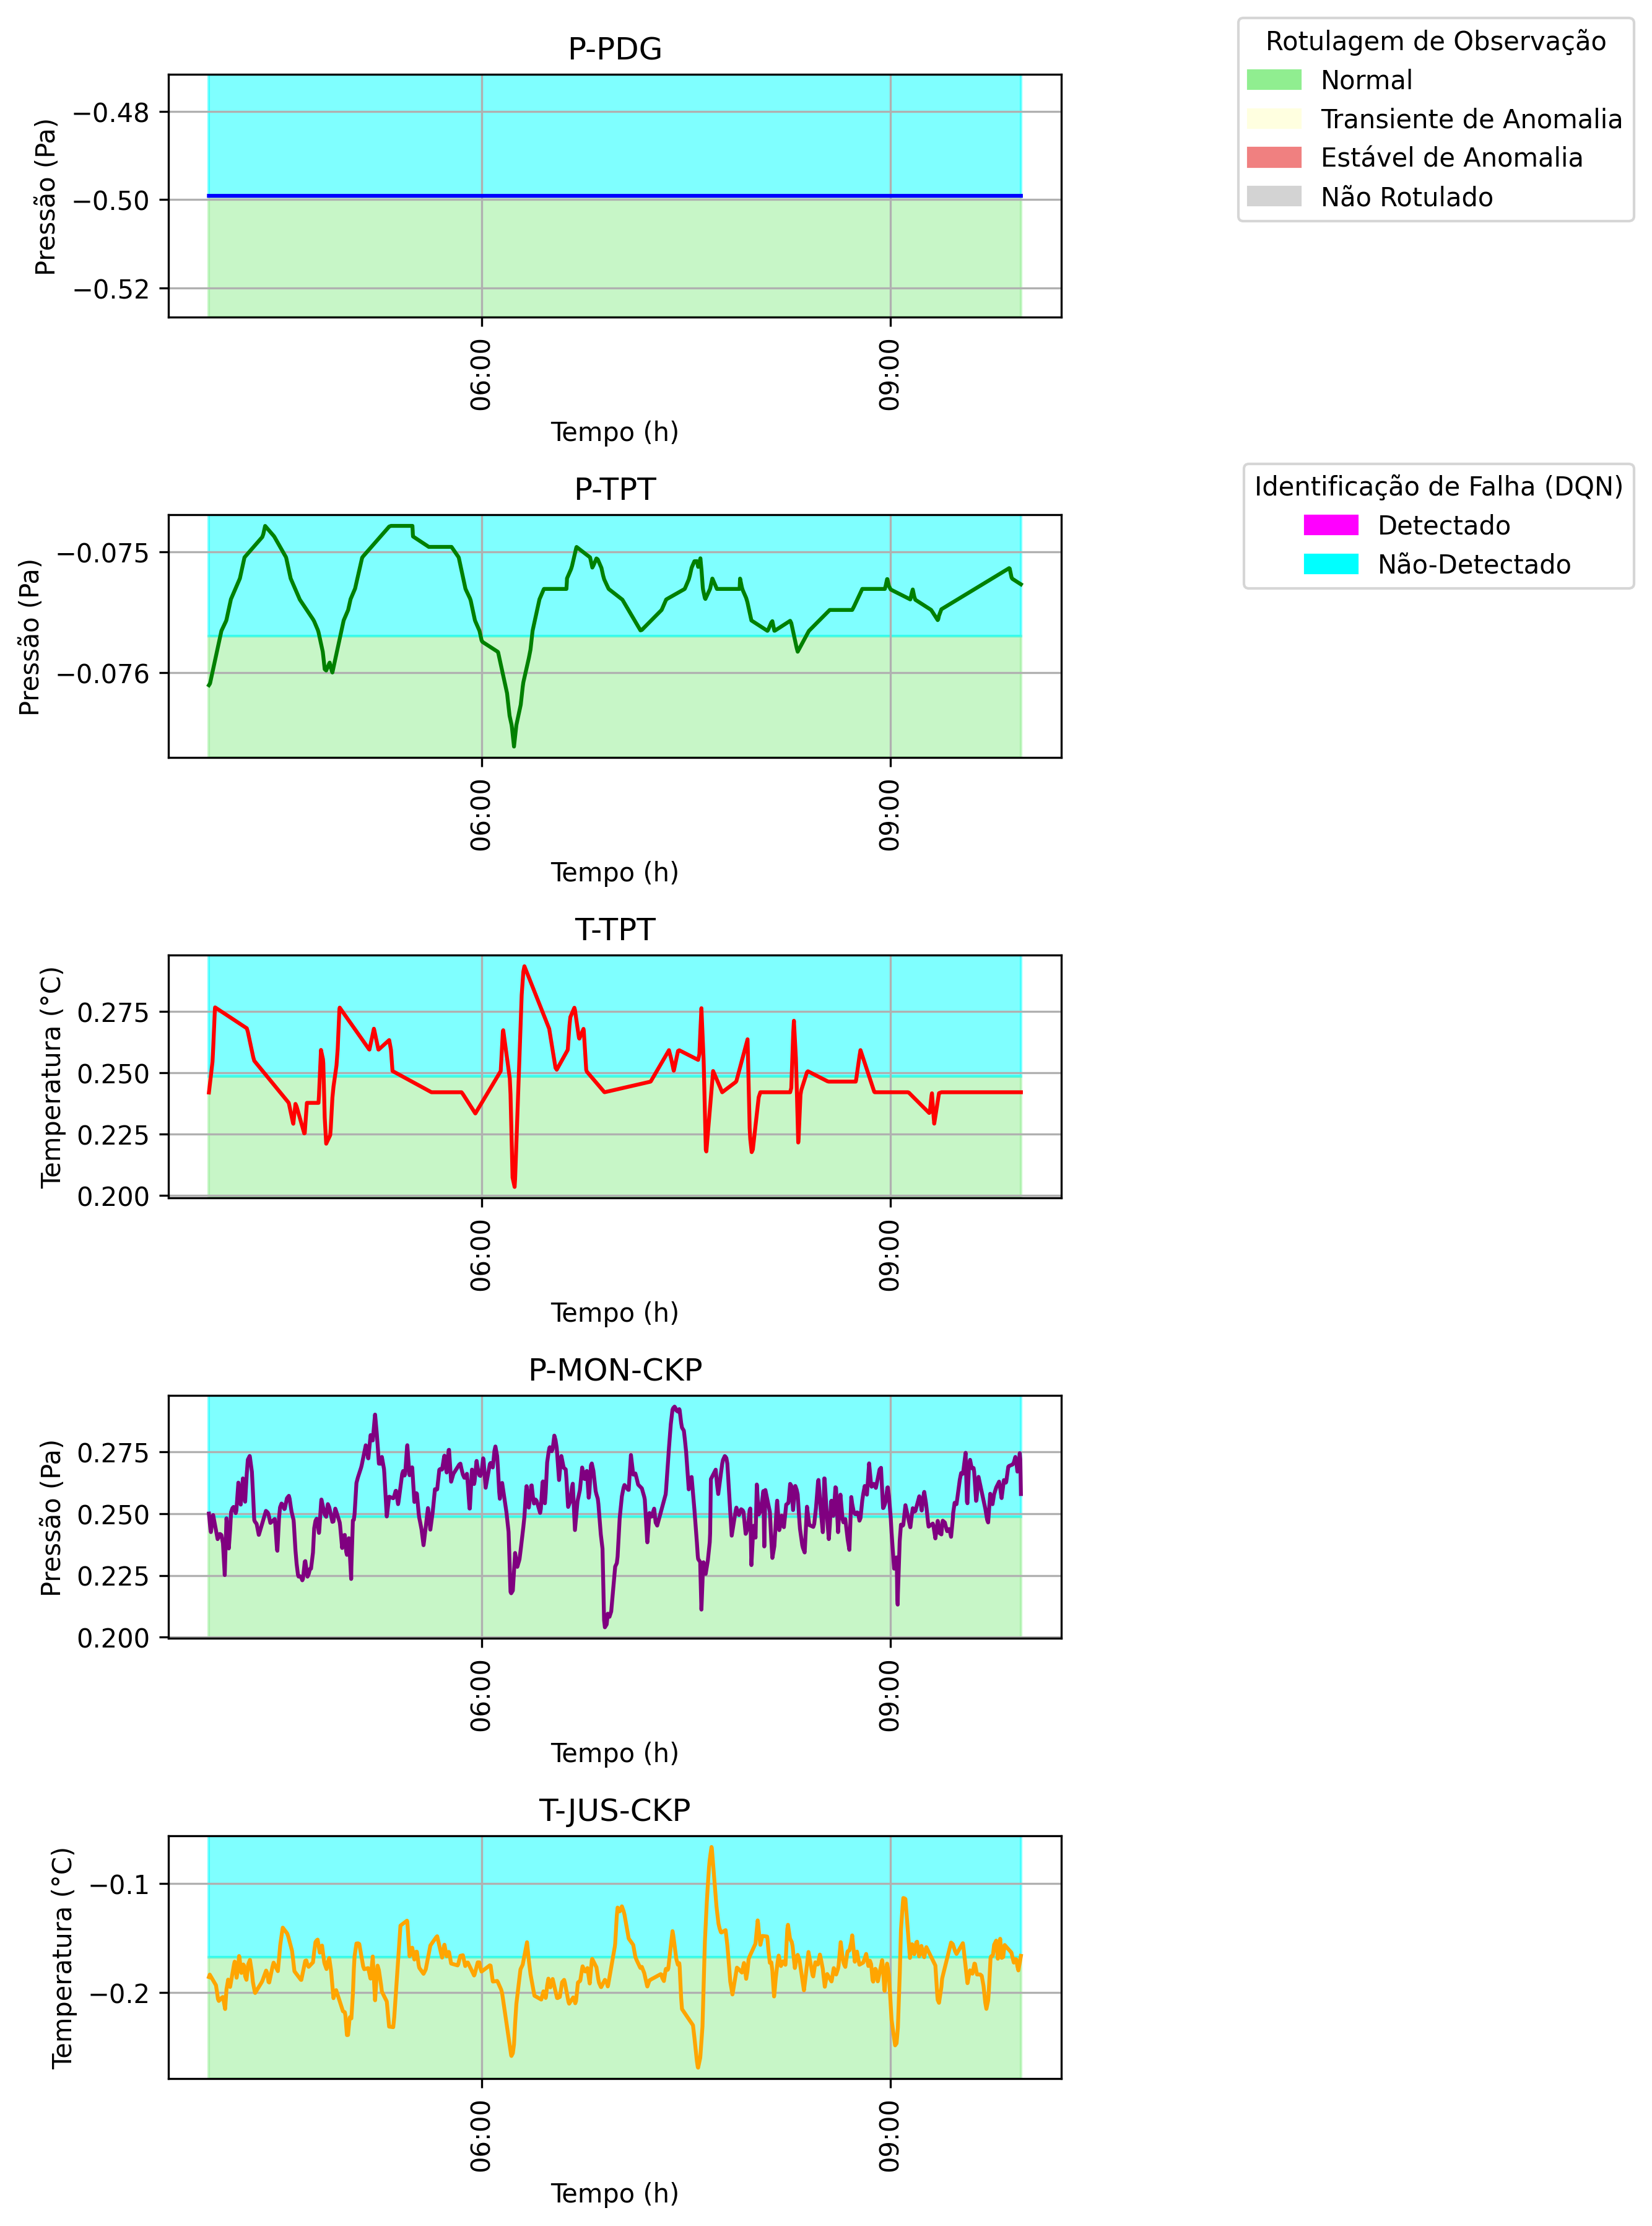 P-PDG
Rotulagem de Observação
Normal
Transiente de Anomalia
Estável de Anomalia
Não Rotulado
Pressão (Pa)
−0.48
−0.50
−0.52
06:00
09:00
Tempo (h)
P-TPT
Identificação de Falha (DQN)
Detectado
Não-Detectado
Pressão (Pa)
−0.075
−0.076
06:00
09:00
Tempo (h)
T-TPT
Temperatura (°C)
0.275
0.250
0.225
0.200
06:00
09:00
Tempo (h)
P-MON-CKP
Pressão (Pa)
0.275
0.250
0.225
0.200
06:00
09:00
Tempo (h)
T-JUS-CKP
Temperatura (°C)
−0.1
−0.2
06:00
09:00
Tempo (h)